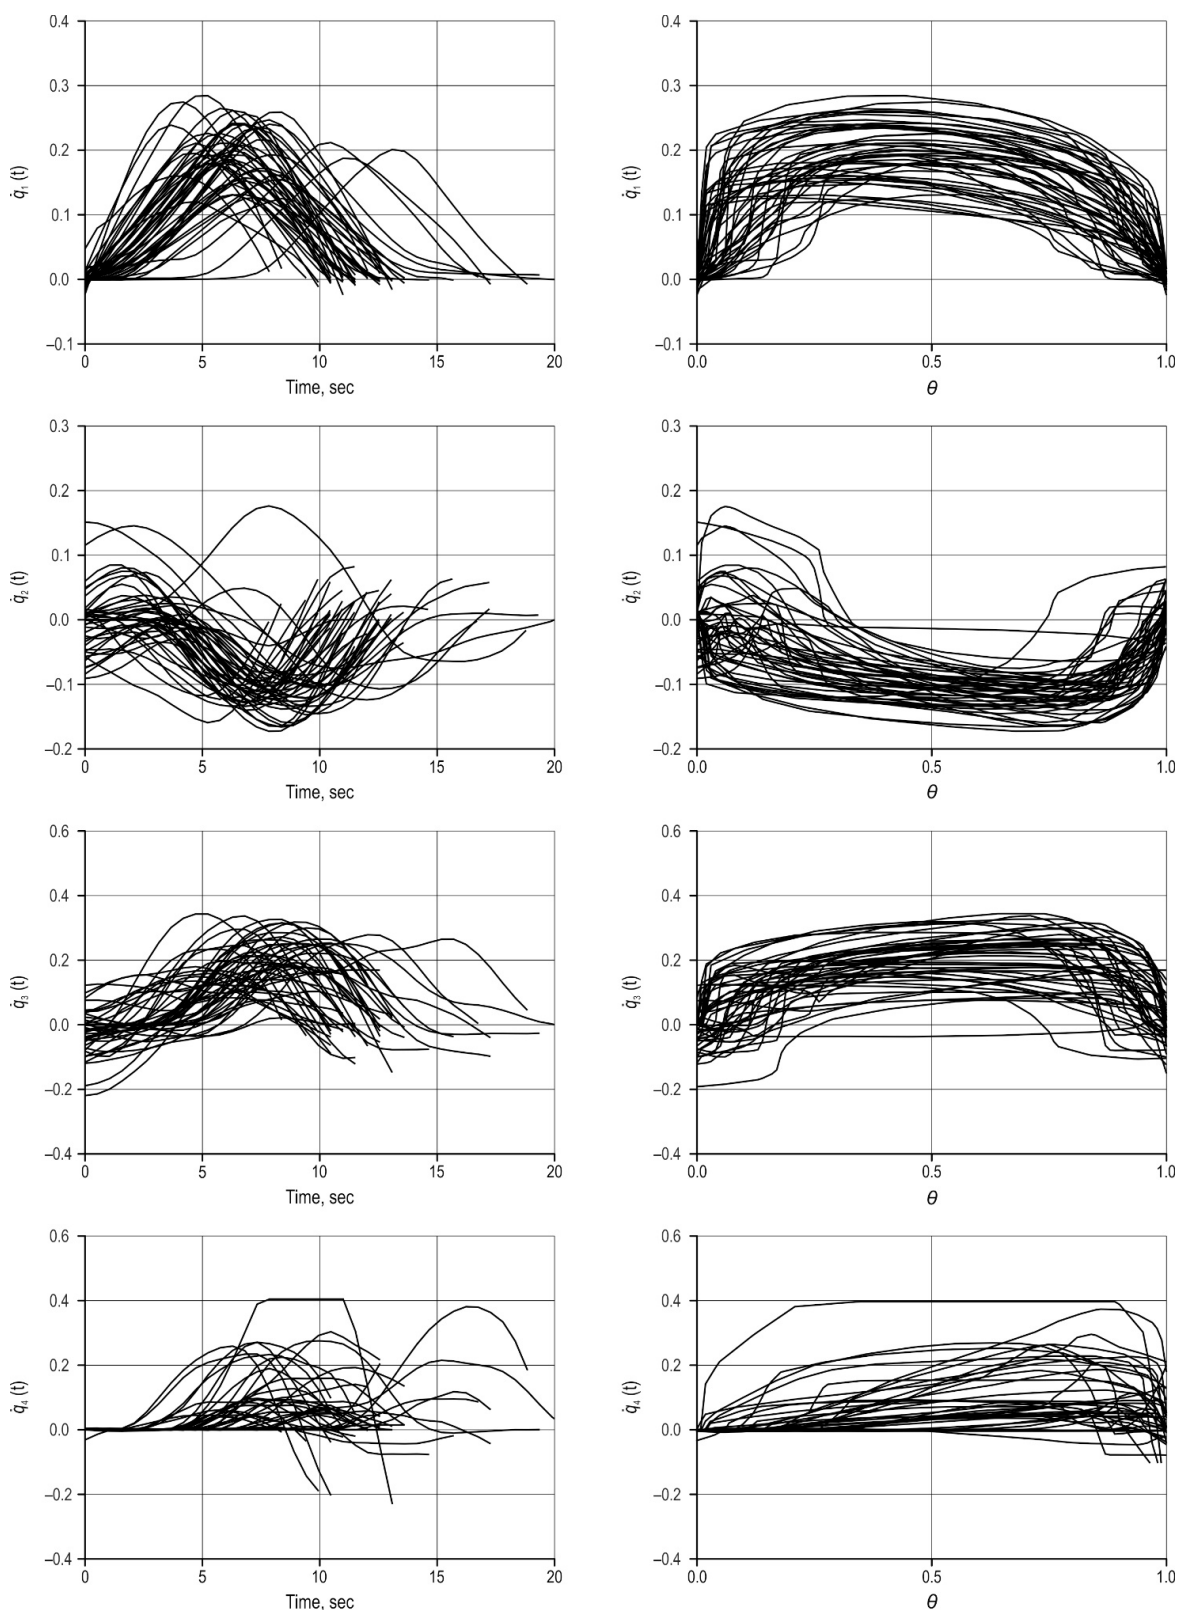 0.4 0.3 0.2 0.1 0.0 –0.1
q̇₁ (t)
0 5 10 15 20
Time, sec
0.4 0.3 0.2 0.1 0.0 –0.1
q̇₁ (t)
0.0 0.5 1.0
θ
0.3 0.2 0.1 0.0 –0.1 –0.2
q̇₂ (t)
0 5 10 15 20
Time, sec
0.3 0.2 0.1 0.0 –0.1 –0.2
q̇₂ (t)
0.0 0.5 1.0
θ
0.6 0.4 0.2 0.0 –0.2 –0.4
q̇₃ (t)
0 5 10 15 20
Time, sec
0.6 0.4 0.2 0.0 –0.2 –0.4
q̇₃ (t)
0.0 0.5 1.0
θ
0.6 0.4 0.2 0.0 –0.2 –0.4
q̇₄ (t)
0 5 10 15 20
Time, sec
0.6 0.4 0.2 0.0 –0.2 –0.4
q̇₄ (t)
0.0 0.5 1.0
θ